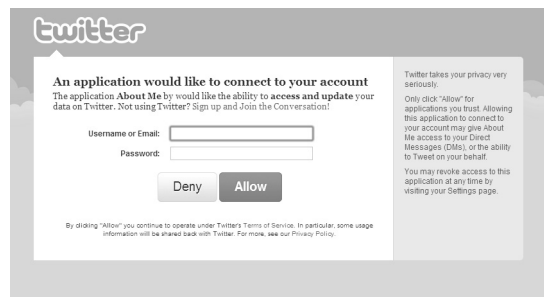 twitter
An application would like to connect to your account
The application About Me by would like the ability to access and update your
data on Twitter. Not using Twitter? Sign up and Join the Conversation!
Username or Email:
Password:
Deny Allow
By clicking "Allow" you continue to operate under Twitter's Terms of Service. In particular, some usage
information will be shared back with Twitter. For more, see our Privacy Policy.
Twitter takes your privacy very
seriously.
Only click "Allow" for
applications you trust. Allowing
this application to connect to
your account may give About
Me access to your Direct
Messages (DMs), or the ability
to Tweet on your behalf.
You may revoke access to this
application at any time by
visiting your Settings page.